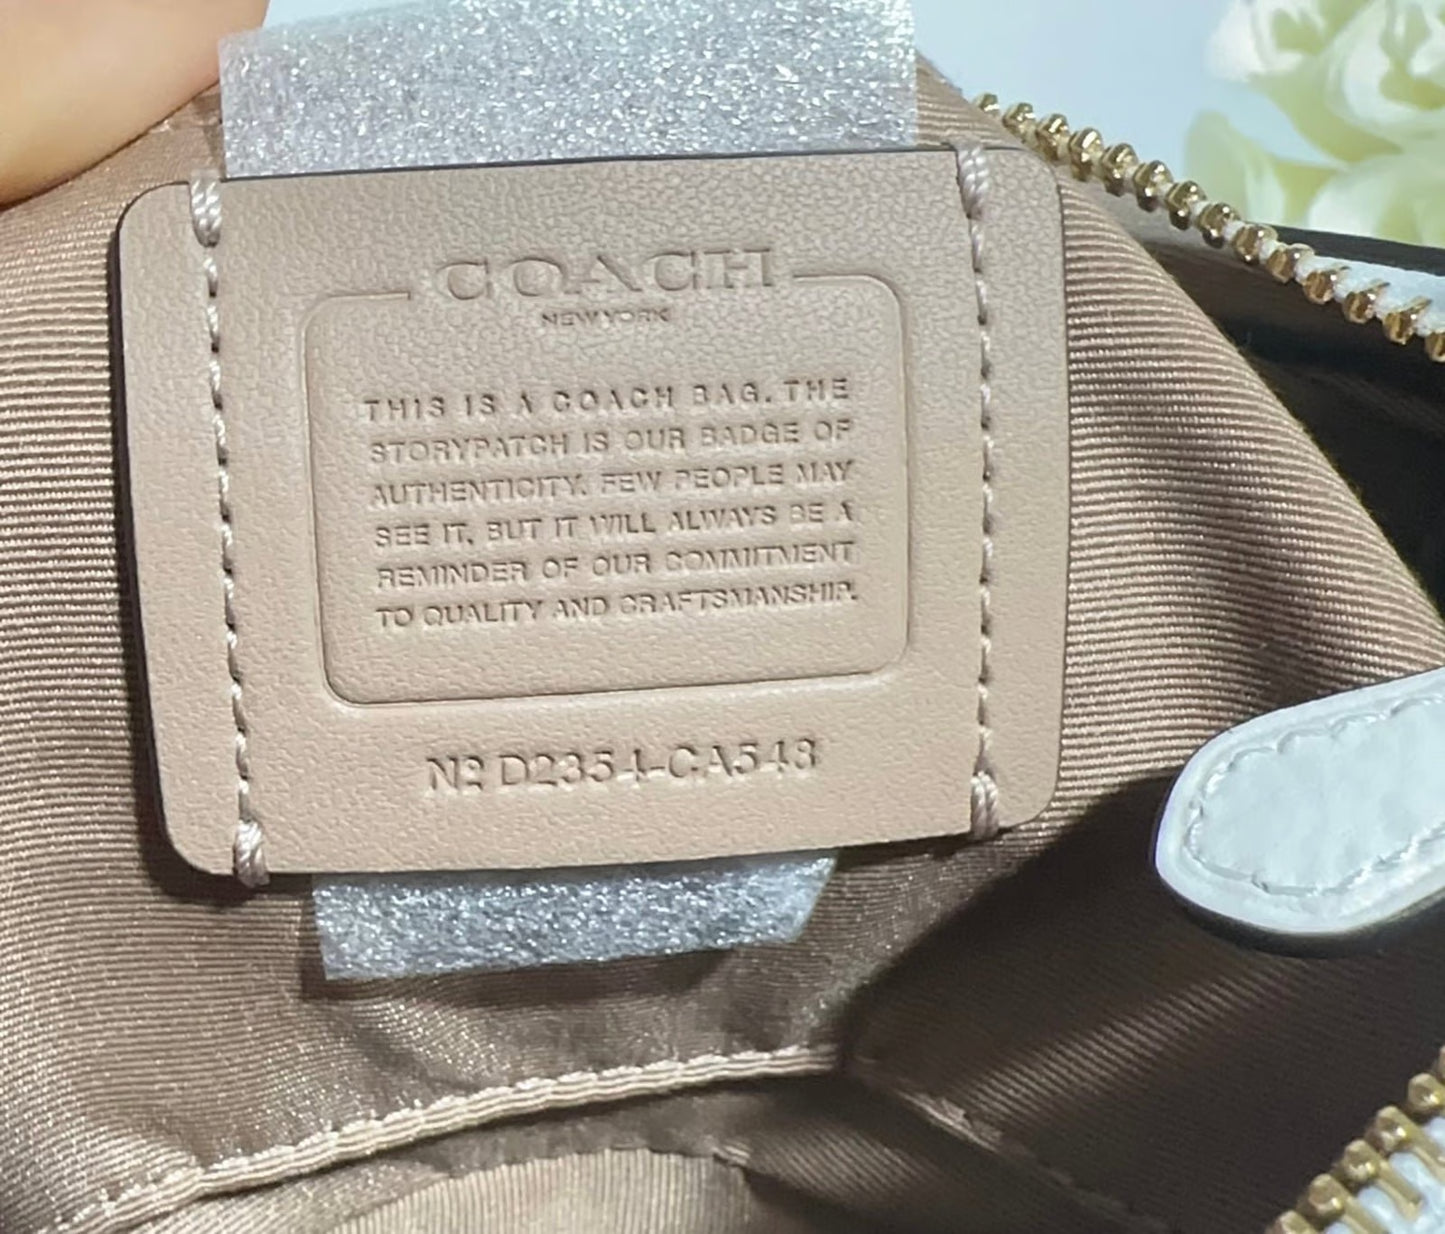 COACH
NEW YORK
THIS IS A COACH BAG. THE
STORYPATCH IS OUR BADGE OF
AUTHENTICITY. FEW PEOPLE MAY
SEE IT, BUT IT WILL ALWAYS BE A
REMINDER OF OUR COMMITMENT
TO QUALITY AND CRAFTSMANSHIP.
Nº D2354-CA548